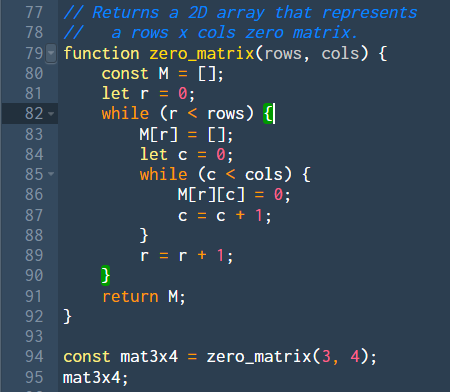 77 // Returns a 2D array that represents
78 //   a rows x cols zero matrix.
79 function zero_matrix(rows, cols) {
80     const M = [];
81     let r = 0;
82     while (r < rows) {
83         M[r] = [];
84         let c = 0;
85         while (c < cols) {
86             M[r][c] = 0;
87             c = c + 1;
88         }
89         r = r + 1;
90     }
91     return M;
92 }
93
94 const mat3x4 = zero_matrix(3, 4);
95 mat3x4;